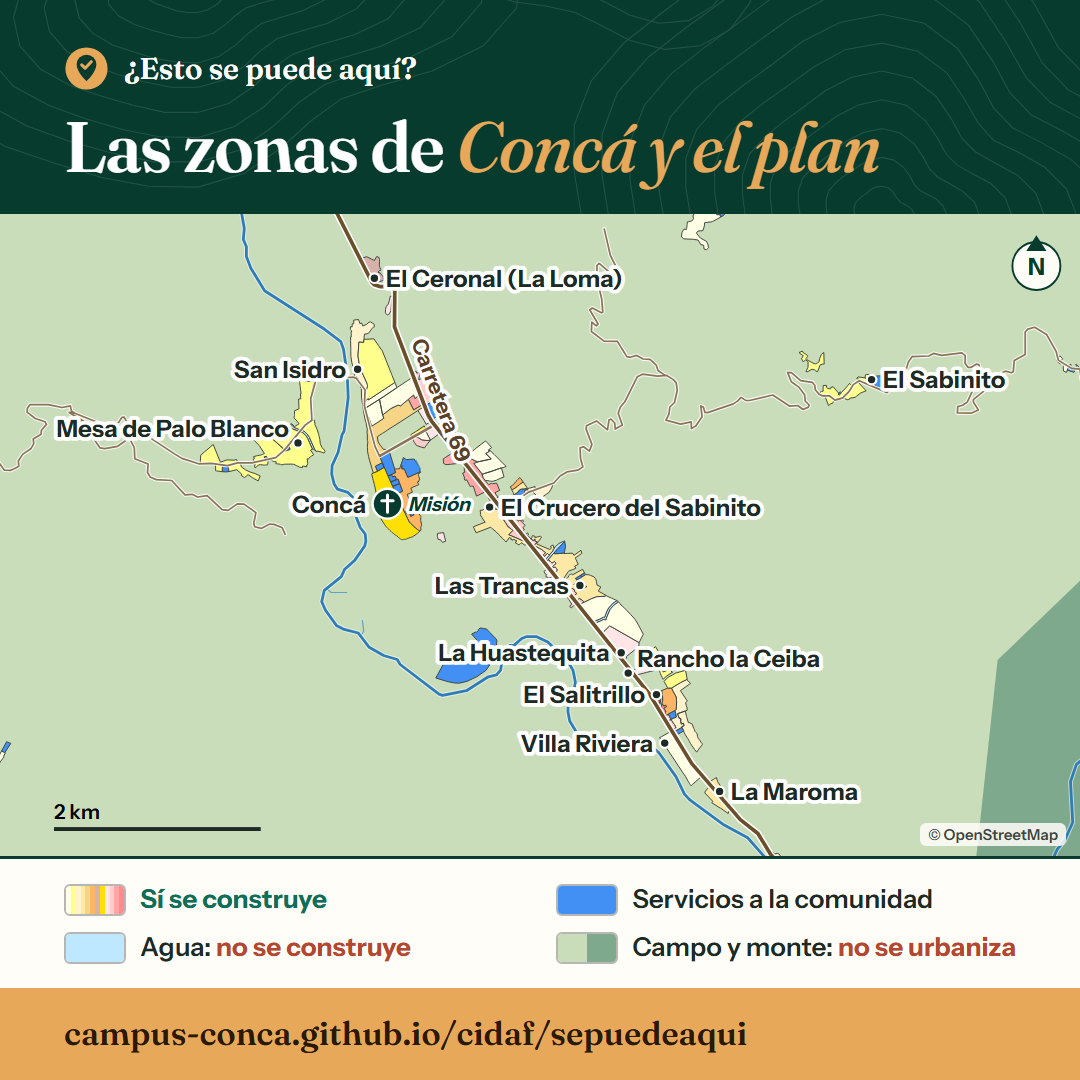 ¿Esto se puede aquí?
Las zonas de Concá y el plan
N
El Ceronal (La Loma)
Carretera 69
San Isidro
El Sabinito
Mesa de Palo Blanco
Concá
Misión
El Crucero del Sabinito
Las Trancas
La Huastequita
Rancho la Ceiba
El Salitrillo
Villa Riviera
La Maroma
2 km
© OpenStreetMap
Sí se construye
Servicios a la comunidad
Agua: no se construye
Campo y monte: no se urbaniza
campus-conca.github.io/cidaf/sepuedeaqui